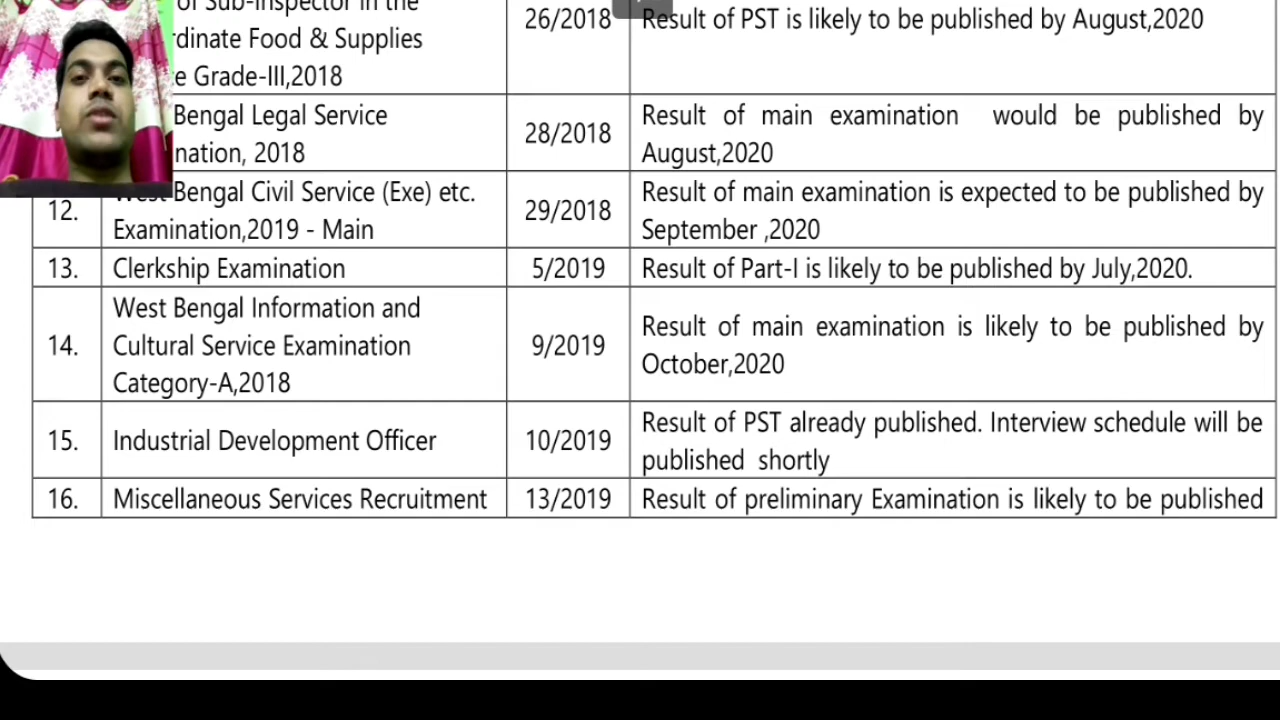 of Sub-Inspector in the
rdinate Food & Supplies
e Grade-III,2018
26/2018
Result of PST is likely to be published by August,2020
Bengal Legal Service
nation, 2018
28/2018
Result of main examination would be published by
August,2020
12.
West Bengal Civil Service (Exe) etc.
Examination,2019 - Main
29/2018
Result of main examination is expected to be published by
September ,2020
13.
Clerkship Examination
5/2019
Result of Part-I is likely to be published by July,2020.
14.
West Bengal Information and
Cultural Service Examination
Category-A,2018
9/2019
Result of main examination is likely to be published by
October,2020
15.
Industrial Development Officer
10/2019
Result of PST already published. Interview schedule will be
published shortly
16.
Miscellaneous Services Recruitment
13/2019
Result of preliminary Examination is likely to be published